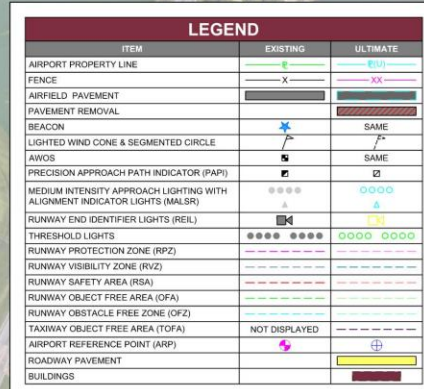 LEGEND
ITEM EXISTING ULTIMATE
AIRPORT PROPERTY LINE
FENCE X XX
AIRFIELD PAVEMENT
PAVEMENT REMOVAL
BEACON SAME
LIGHTED WIND CONE & SEGMENTED CIRCLE
AWOS SAME
PRECISION APPROACH PATH INDICATOR (PAPI)
MEDIUM INTENSITY APPROACH LIGHTING WITH
ALIGNMENT INDICATOR LIGHTS (MALSR)
RUNWAY END IDENTIFIER LIGHTS (REIL)
THRESHOLD LIGHTS
RUNWAY PROTECTION ZONE (RPZ)
RUNWAY VISIBILITY ZONE (RVZ)
RUNWAY SAFETY AREA (RSA)
RUNWAY OBJECT FREE AREA (OFA)
RUNWAY OBSTACLE FREE ZONE (OFZ)
TAXIWAY OBJECT FREE AREA (TOFA) NOT DISPLAYED
AIRPORT REFERENCE POINT (ARP)
ROADWAY PAVEMENT
BUILDINGS